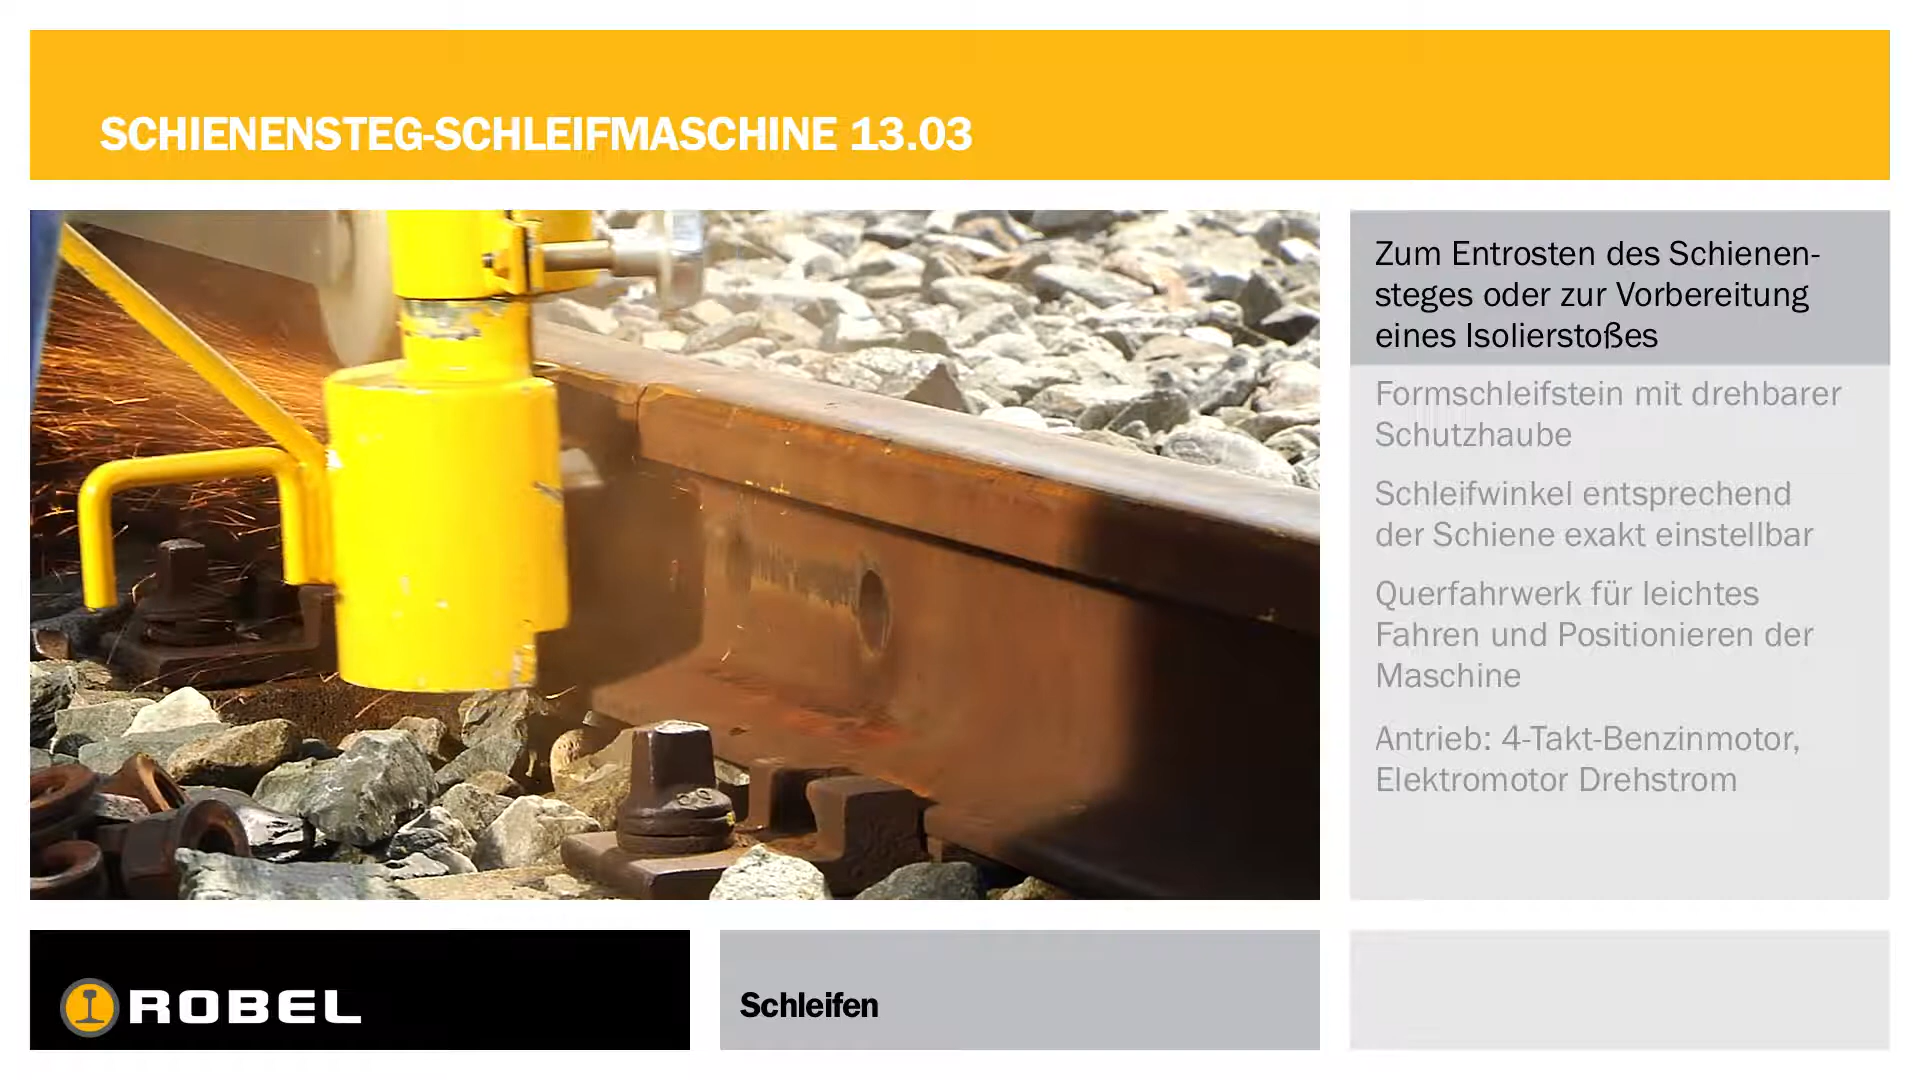 SCHIENENSTEG-SCHLEIFMASCHINE 13.03
Zum Entrosten des Schienen-
steges oder zur Vorbereitung
eines Isolierstoßes
Formschleifstein mit drehbarer
Schutzhaube
Schleifwinkel entsprechend
der Schiene exakt einstellbar
Querfahrwerk für leichtes
Fahren und Positionieren der
Maschine
Antrieb: 4-Takt-Benzinmotor,
Elektromotor Drehstrom
ROBEL
Schleifen